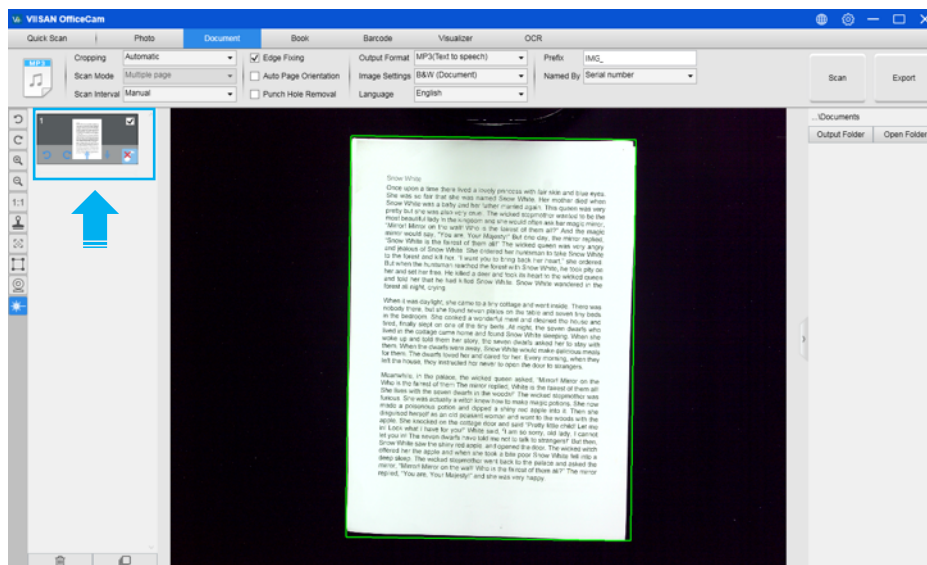 VIISAN OfficeCam
Quick Scan Photo Document Book Barcode Visualizer OCR
MP3
Cropping Automatic
Scan Mode Multiple page
Scan Interval Manual
Edge Fixing
Auto Page Orientation
Punch Hole Removal
Output Format MP3(Text to speech)
Image Settings B&W (Document)
Language English
Prefix IMG_
Named By Serial number
Scan
Export
1
1:1
...\Documents
Output Folder Open Folder
Snow White
Once upon a time there lived a lovely princess with fair skin and blue eyes.
She was so fair that she was named Snow White. Her mother died when
Snow White was a baby and her father married again. This queen was very
pretty but she was also very cruel. The wicked stepmother wanted to be the
most beautiful lady in the kingdom and she would often ask her magic mirror,
"Mirror! Mirror on the wall! Who is the fairest of them all?" And the magic
mirror would say, "You are, Your Majesty!" But one day, the mirror replied,
"Snow White is the fairest of them all!" The wicked queen was very angry
and jealous of Snow White. She ordered her huntsman to take Snow White
to the forest and kill her. "I want you to bring back her heart," she ordered.
But when the huntsman reached the forest with Snow White, he took pity on
her and set her free. He killed a deer and took its heart to the wicked queen
and told her that he had killed Snow White. Snow White wandered in the
forest all night, crying.
When it was daylight, she came to a tiny cottage and went inside. There was
nobody there, but she found seven plates on the table and seven tiny beds
in the bedroom. She cooked a wonderful meal and cleaned the house and
tired, finally slept on one of the tiny beds. At night, the seven dwarfs who
lived in the cottage came home and found Snow White sleeping. When she
woke up and told them her story, the seven dwarfs asked her to stay with
them. When the dwarfs were away, Snow White would make delicious meals
for them. The dwarfs loved her and cared for her. Every morning, when they
left the house, they instructed her never to open the door to strangers.
Meanwhile, in the palace, the wicked queen asked, "Mirror! Mirror on the
Who is the fairest of them The mirror replied, White is the fairest of them all!
She lives with the seven dwarfs in the woods!" The wicked stepmother was
furious. She was actually a witch knew how to make magic potions. She now
made a poisonous potion and dipped a shiny red apple into it. Then she
disguised herself as an old peasant woman and went to the woods with the
apple. She knocked on the cottage door and said "Pretty little child! Let me
in! Look what I have for you!" White said, "I am so sorry, old lady, I cannot
let you in! The seven dwarfs have told me not to talk to strangers!" But then,
Snow White saw the shiny red apple, and opened the door. The wicked witch
offered her the apple and when she took a bite poor Snow White fell into a
deep sleep. The wicked stepmother went back to the palace and asked the
mirror, "Mirror! Mirror on the wall! Who is the fairest of them all?" The mirror
replied, "You are, Your Majesty!" and she was very happy.